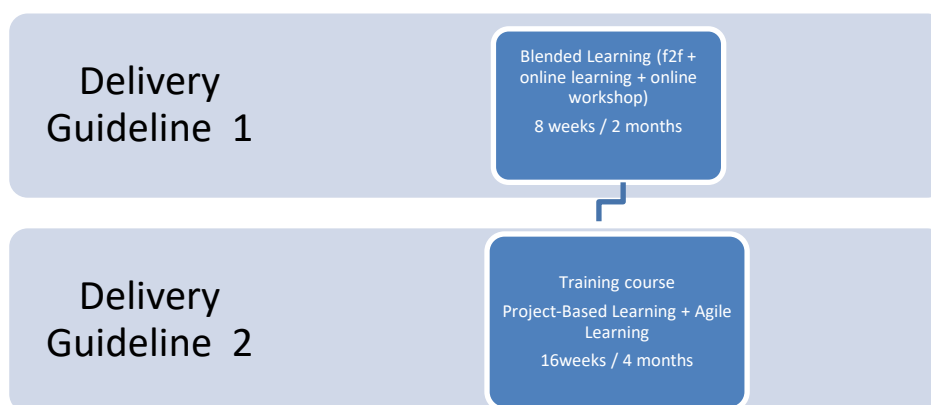 Delivery
Guideline 1
Blended Learning (f2f +
online learning + online
workshop)
8 weeks / 2 months
Delivery
Guideline 2
Training course
Project-Based Learning + Agile
Learning
16weeks / 4 months